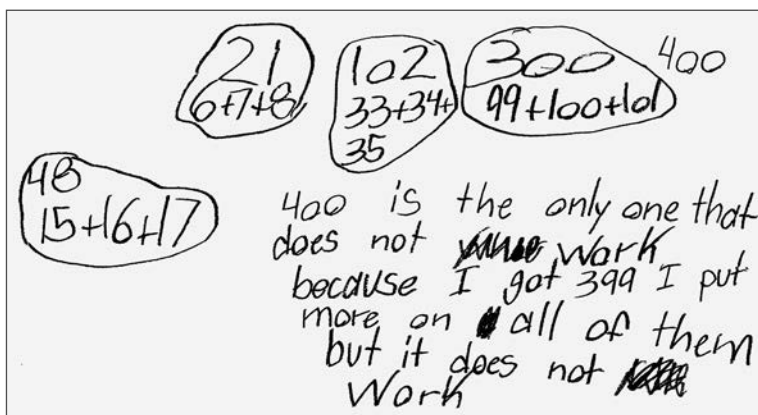 21
6+7+8
102
33+34+
35
300
99+100+101
400
48
15+16+17
400 is the only one that
does not work
because I got 399 I put
more on all of them
but it does not
work